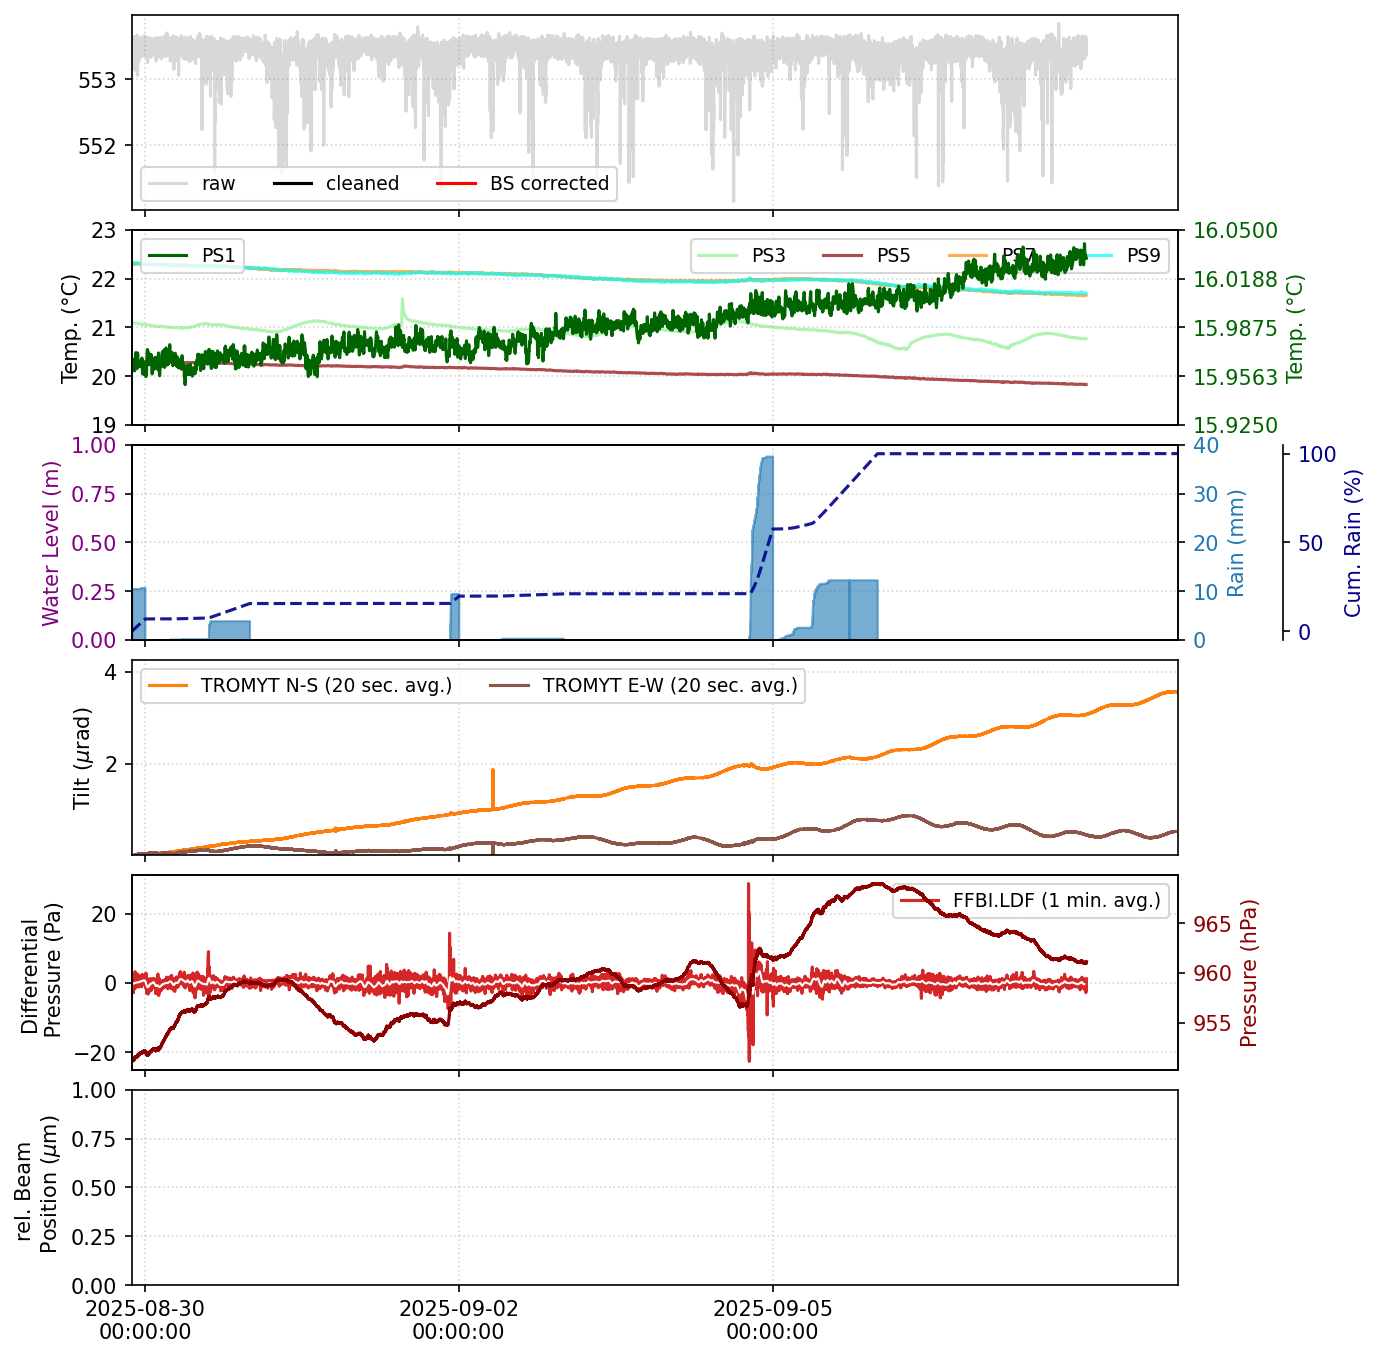 553
552
raw
cleaned
BS corrected
23
22
21
20
19
Temp. (°C)
PS1
PS3
PS5
PS7
PS9
16.0500
16.0188
15.9875
15.9563
15.9250
Temp. (°C)
1.00
0.75
0.50
0.25
0.00
Water Level (m)
40
30
20
10
0
Rain (mm)
100
50
0
Cum. Rain (%)
4
2
Tilt (μrad)
TROMYT N-S (20 sec. avg.)
TROMYT E-W (20 sec. avg.)
20
0
−20
Differential
Pressure (Pa)
FFBI.LDF (1 min. avg.)
965
960
955
Pressure (hPa)
1.00
0.75
0.50
0.25
0.00
rel. Beam
Position (μm)
2025-08-30
00:00:00
2025-09-02
00:00:00
2025-09-05
00:00:00